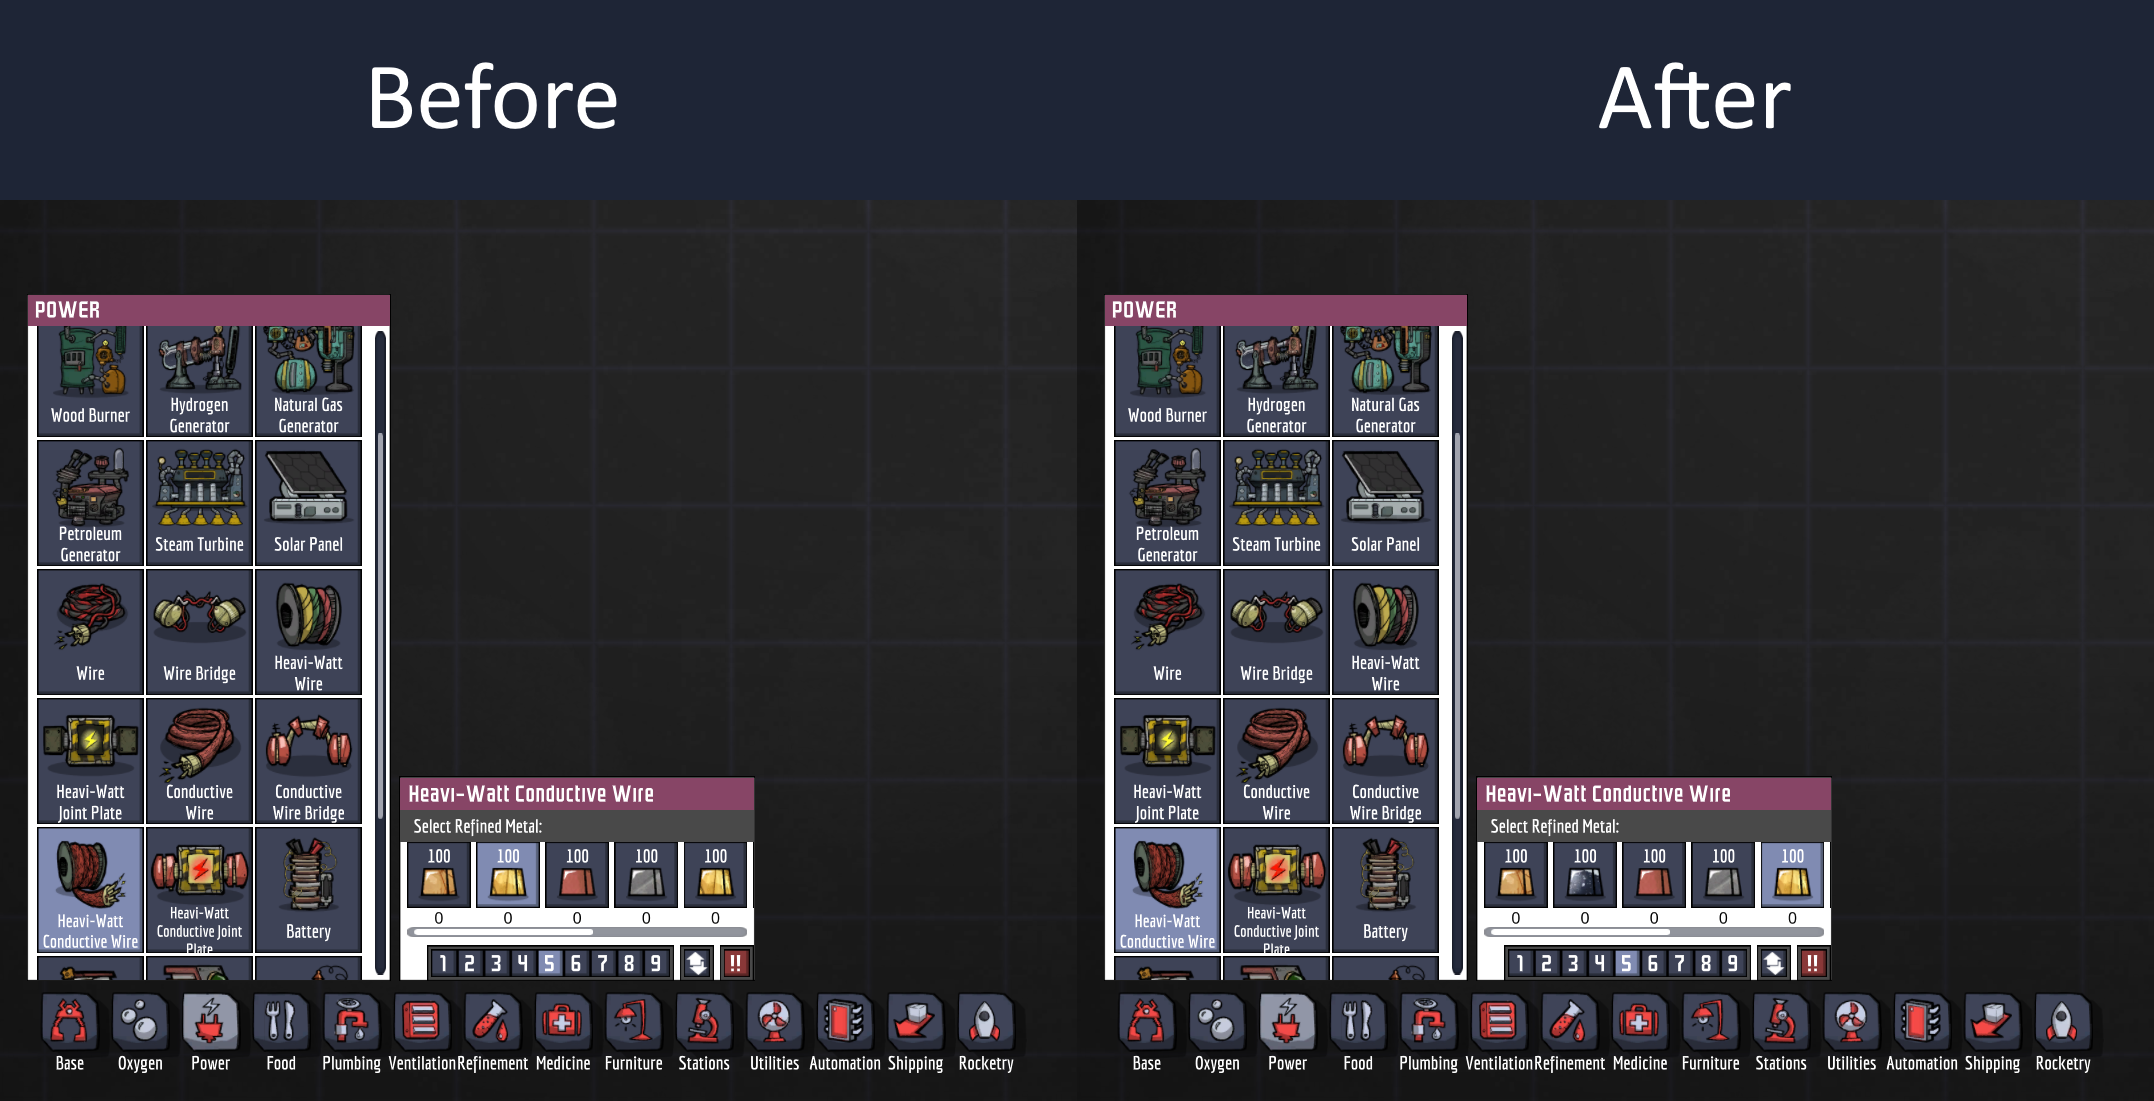 Before
After
POWER
Wood Burner
Hydrogen
Generator
Natural Gas
Generator
Petroleum
Generator
Steam Turbine
Solar Panel
Wire
Wire Bridge
Heavi-Watt
Wire
Heavi-Watt
Joint Plate
Conductive
Wire
Conductive
Wire Bridge
Heavi-Watt
Conductive Wire
Heavi-Watt
Conductive Joint
Plate
Battery
Heavi-Watt Conductive Wire
Select Refined Metal:
100 100 100 100 100
0 0 0 0 0
1 2 3 4 5 6 7 8 9 !!
Base Oxygen Power Food Plumbing Ventilation Refinement Medicine Furniture Stations Utilities Automation Shipping Rocketry
POWER
Wood Burner
Hydrogen
Generator
Natural Gas
Generator
Petroleum
Generator
Steam Turbine
Solar Panel
Wire
Wire Bridge
Heavi-Watt
Wire
Heavi-Watt
Joint Plate
Conductive
Wire
Conductive
Wire Bridge
Heavi-Watt
Conductive Wire
Heavi-Watt
Conductive Joint
Plate
Battery
Heavi-Watt Conductive Wire
Select Refined Metal:
100 100 100 100 100
0 0 0 0 0
1 2 3 4 5 6 7 8 9 !!
Base Oxygen Power Food Plumbing Ventilation Refinement Medicine Furniture Stations Utilities Automation Shipping Rocketry